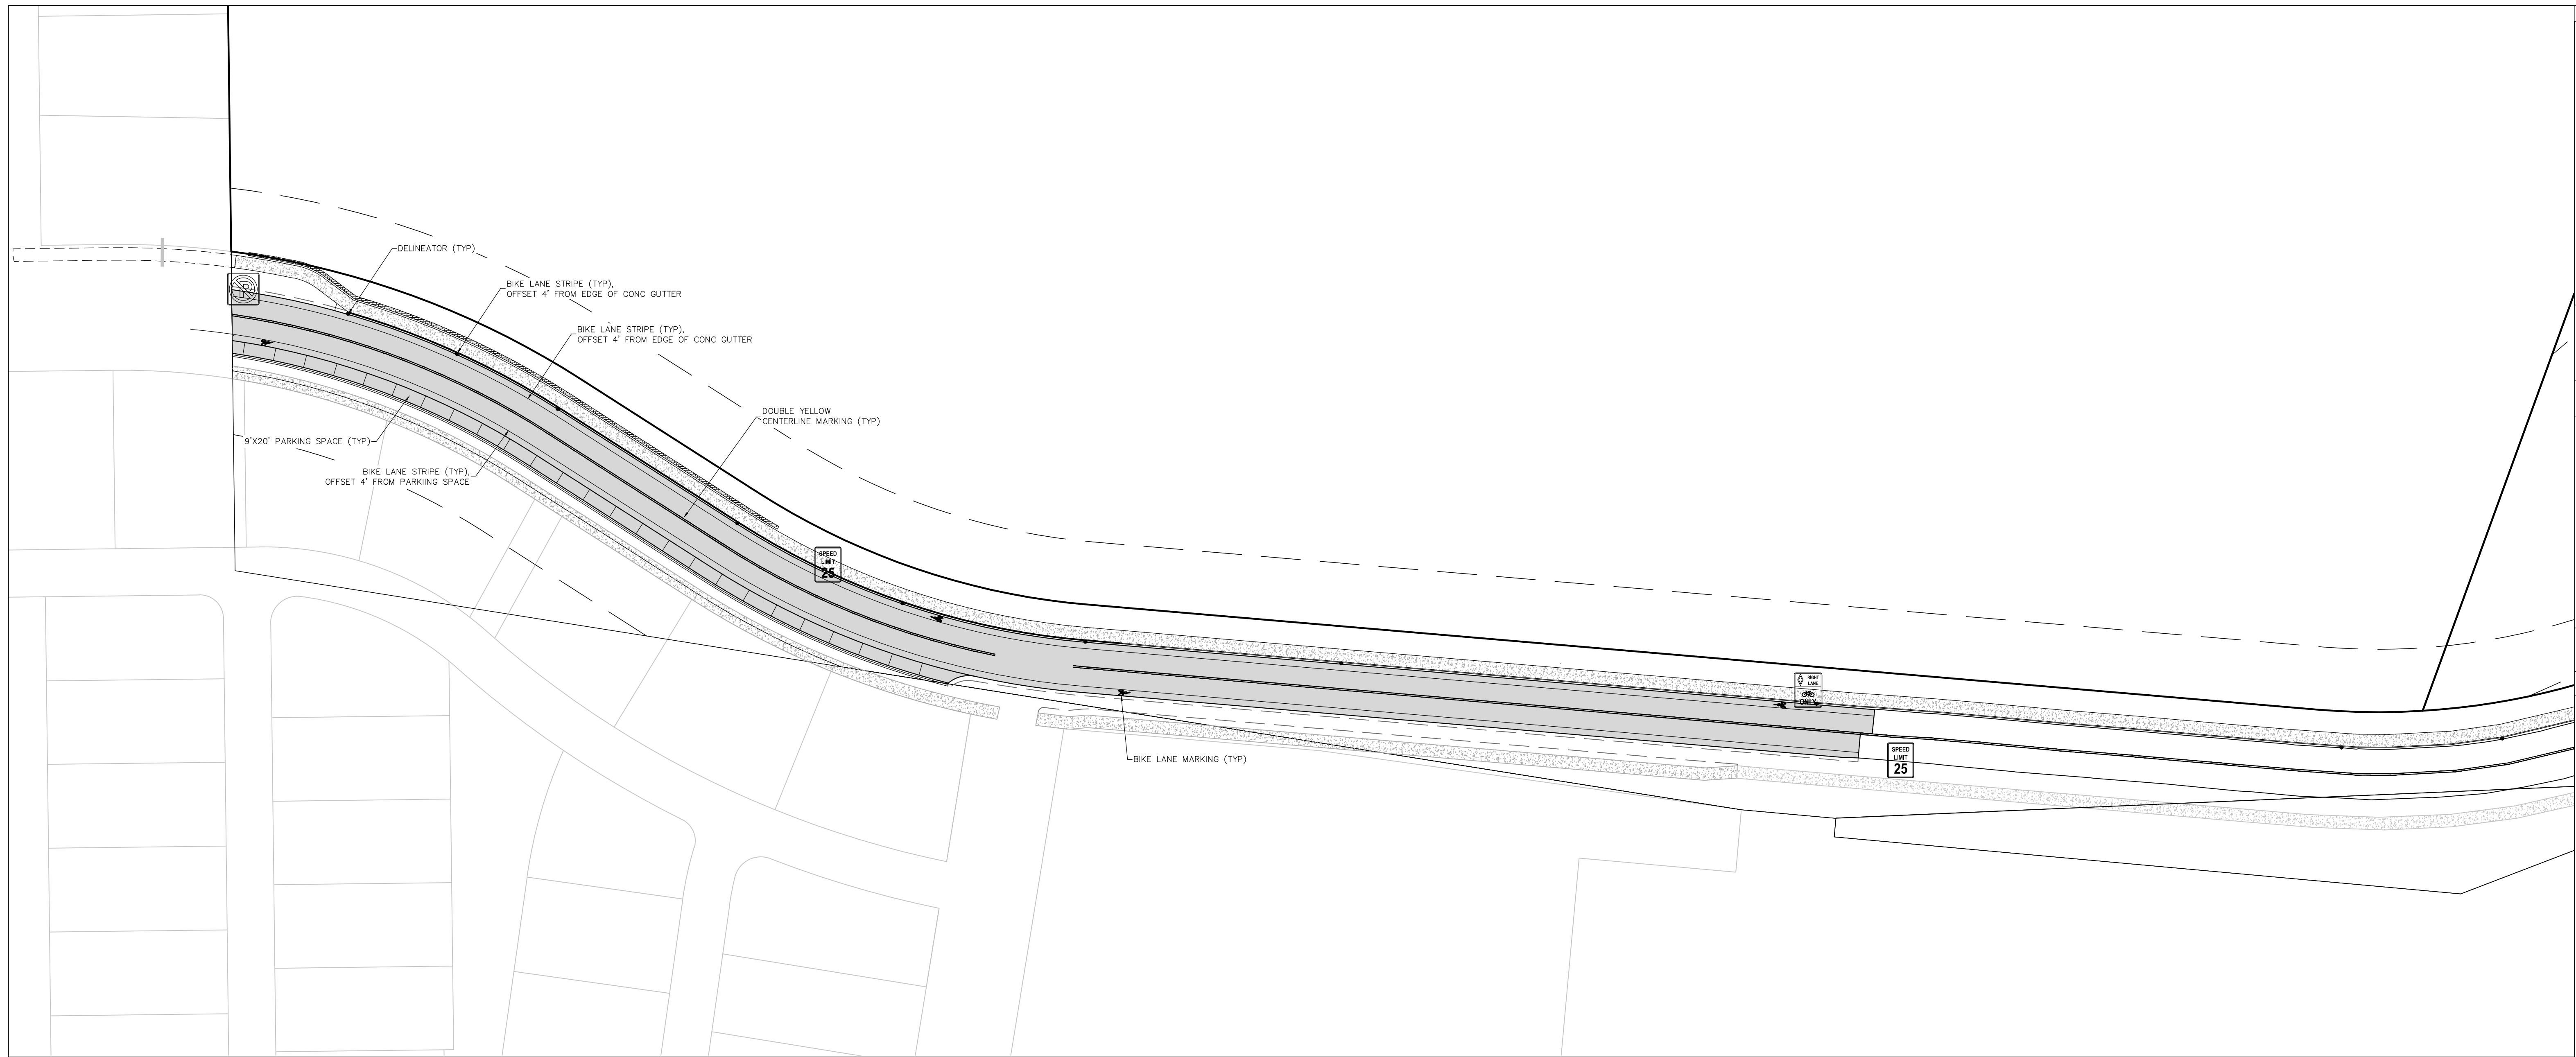 DELINEATOR (TYP)
BIKE LANE STRIPE (TYP),
OFFSET 4' FROM EDGE OF CONC GUTTER
BIKE LANE STRIPE (TYP),
OFFSET 4' FROM EDGE OF CONC GUTTER
DOUBLE YELLOW
CENTERLINE MARKING (TYP)
9'X20' PARKING SPACE (TYP)
BIKE LANE STRIPE (TYP),
OFFSET 4' FROM PARKIING SPACE
SPEED
LIMIT
25
RIGHT
LANE
ONLY
SPEED
LIMIT
25
BIKE LANE MARKING (TYP)
P